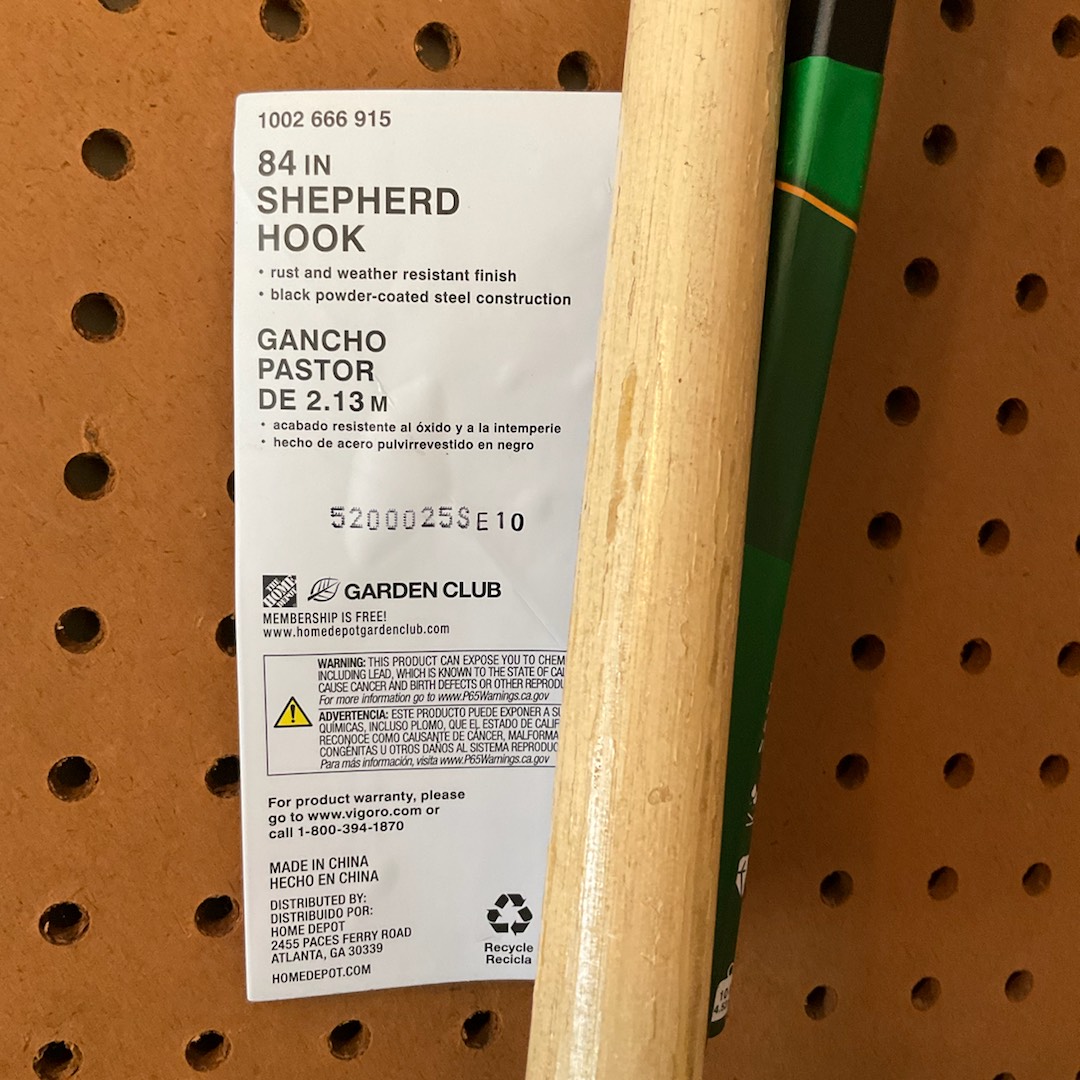 1002 666 915
84 IN
SHEPHERD
HOOK
• rust and weather resistant finish
• black powder-coated steel construction
GANCHO
PASTOR
DE 2.13 M
• acabado resistente al óxido y a la intemperie
• hecho de acero pulvirrevestido en negro
5200025SE10
THE HOME DEPOT GARDEN CLUB
MEMBERSHIP IS FREE!
www.homedepotgardenclub.com
WARNING: THIS PRODUCT CAN EXPOSE YOU TO CHEM
INCLUDING LEAD, WHICH IS KNOWN TO THE STATE OF CAL
CAUSE CANCER AND BIRTH DEFECTS OR OTHER REPRODU
For more information go to www.P65Warnings.ca.gov
ADVERTENCIA: ESTE PRODUCTO PUEDE EXPONER A SU
QUÍMICAS, INCLUSO PLOMO, QUE EL ESTADO DE CALIF
RECONOCE COMO CAUSANTE DE CÁNCER, MALFORMA
CONGÉNITAS U OTROS DAÑOS AL SISTEMA REPRODUC
Para más información, visita www.P65Warnings.ca.gov
For product warranty, please
go to www.vigoro.com or
call 1-800-394-1870
MADE IN CHINA
HECHO EN CHINA
DISTRIBUTED BY:
DISTRIBUIDO POR:
HOME DEPOT
2455 PACES FERRY ROAD
ATLANTA, GA 30339
HOMEDEPOT.COM
Recycle
Recicla